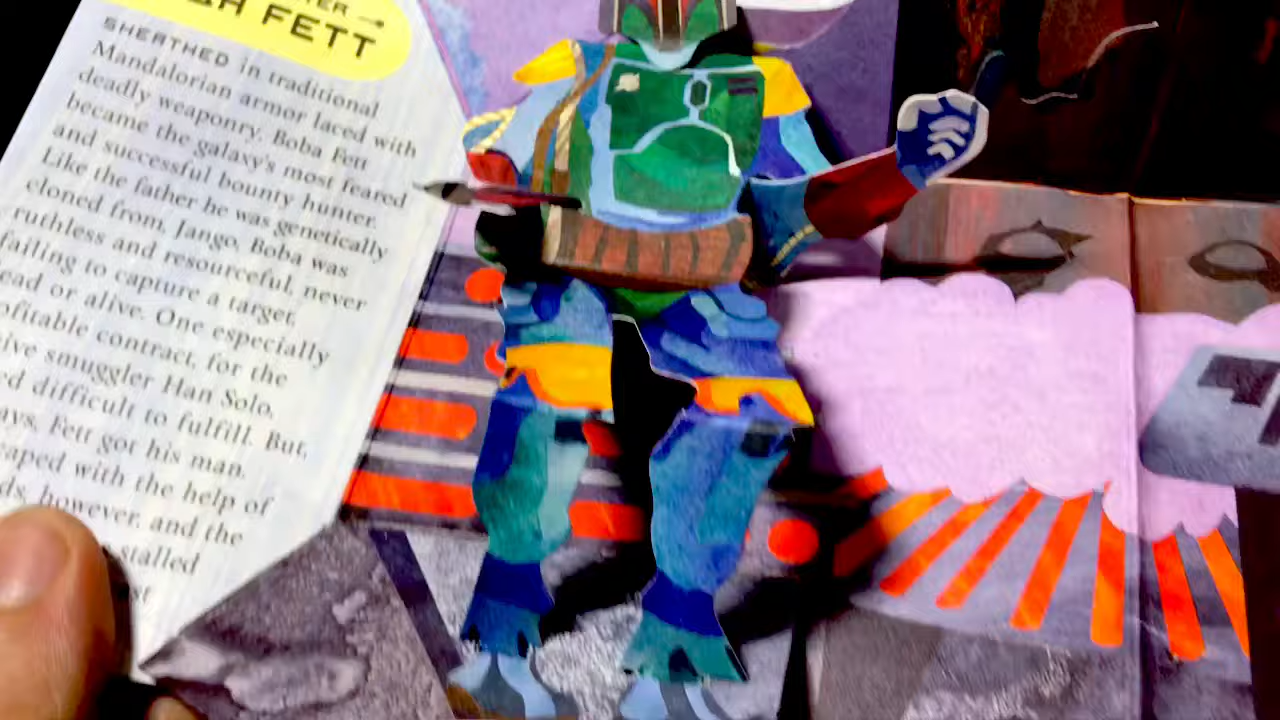 FETT
SHEATHED in traditional
Mandalorian armor laced with
deadly weaponry, Boba Fett
became the galaxy's most feared
and successful bounty hunter.
Like the father he was genetically
cloned from, Jango, Boba was
ruthless and resourceful, never
failing to capture a target,
or alive. One especially
contract, for the
smuggler Han Solo,
difficult to fulfill. But,
Fett got his man.
with the help of
however, and the
stalled